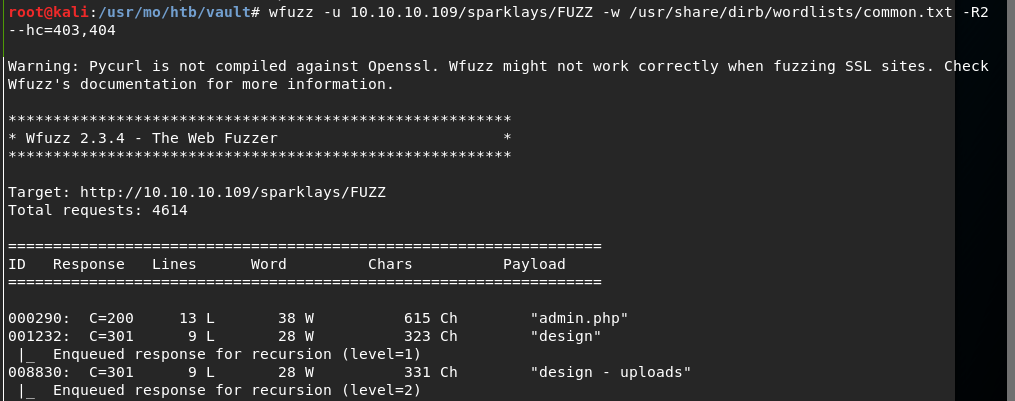 root@kali:/usr/mo/htb/vault# wfuzz -u 10.10.10.109/sparklays/FUZZ -w /usr/share/dirb/wordlists/common.txt -R2
--hc=403,404
Warning: Pycurl is not compiled against Openssl. Wfuzz might not work correctly when fuzzing SSL sites. Check
Wfuzz's documentation for more information.
********************************************************
* Wfuzz 2.3.4 - The Web Fuzzer                         *
********************************************************
Target: http://10.10.10.109/sparklays/FUZZ
Total requests: 4614
==================================================================
ID   Response   Lines      Word         Chars          Payload
==================================================================
000290:  C=200     13 L       38 W          615 Ch        "admin.php"
001232:  C=301      9 L       28 W          323 Ch        "design"
 |_  Enqueued response for recursion (level=1)
008830:  C=301      9 L       28 W          331 Ch        "design - uploads"
 |_  Enqueued response for recursion (level=2)